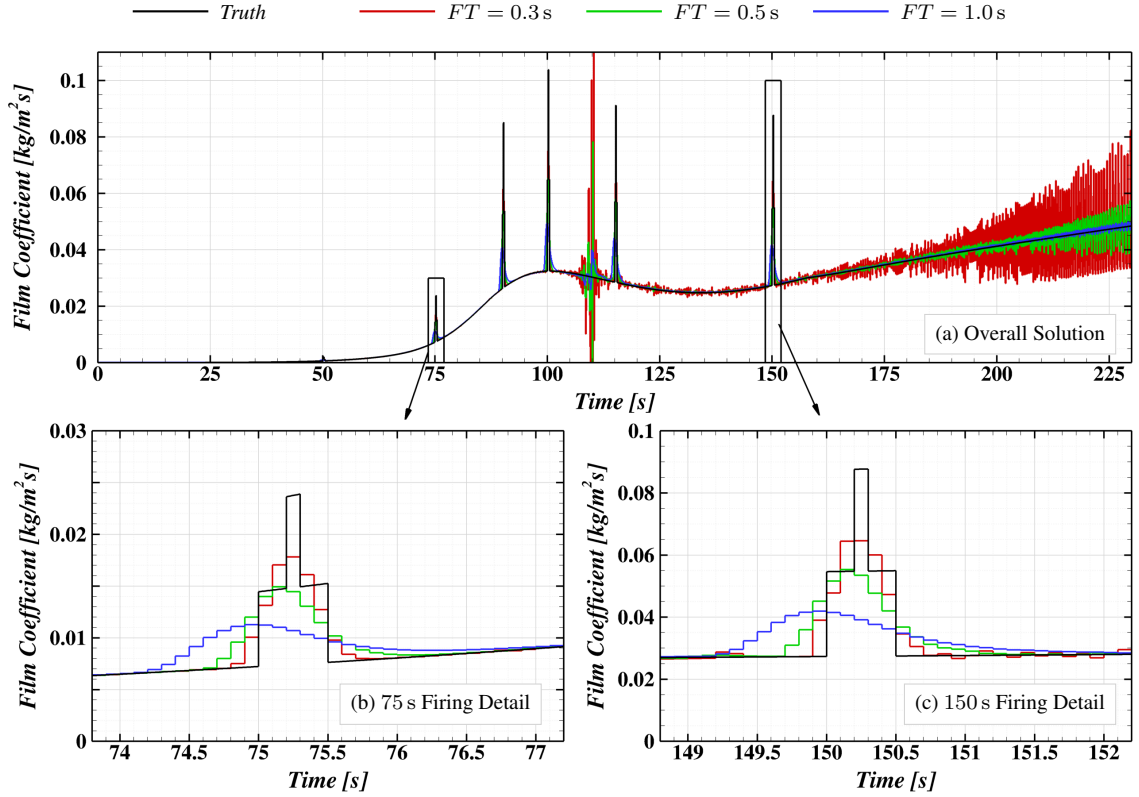 Truth FT = 0.3 s FT = 0.5 s FT = 1.0 s
Film Coefficient [kg/m²s]
0.1
0.08
0.06
0.04
0.02
0
(a) Overall Solution
0 25 50 75 100 125 150 175 200 225
Time [s]
Film Coefficient [kg/m²s]
0.03
0.02
0.01
0
(b) 75 s Firing Detail
74 74.5 75 75.5 76 76.5 77
Time [s]
Film Coefficient [kg/m²s]
0.1
0.08
0.06
0.04
0.02
0
(c) 150 s Firing Detail
149 149.5 150 150.5 151 151.5 152
Time [s]